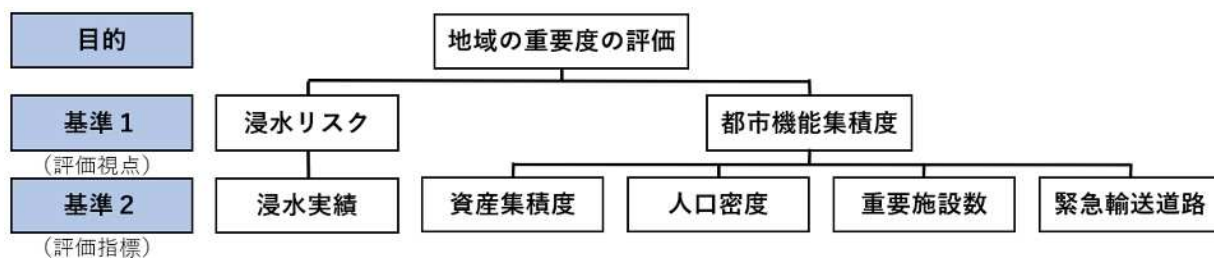 目的
地域の重要度の評価
基準1
浸水リスク
都市機能集積度
(評価視点)
基準2
浸水実績
資産集積度
人口密度
重要施設数
緊急輸送道路
(評価指標)